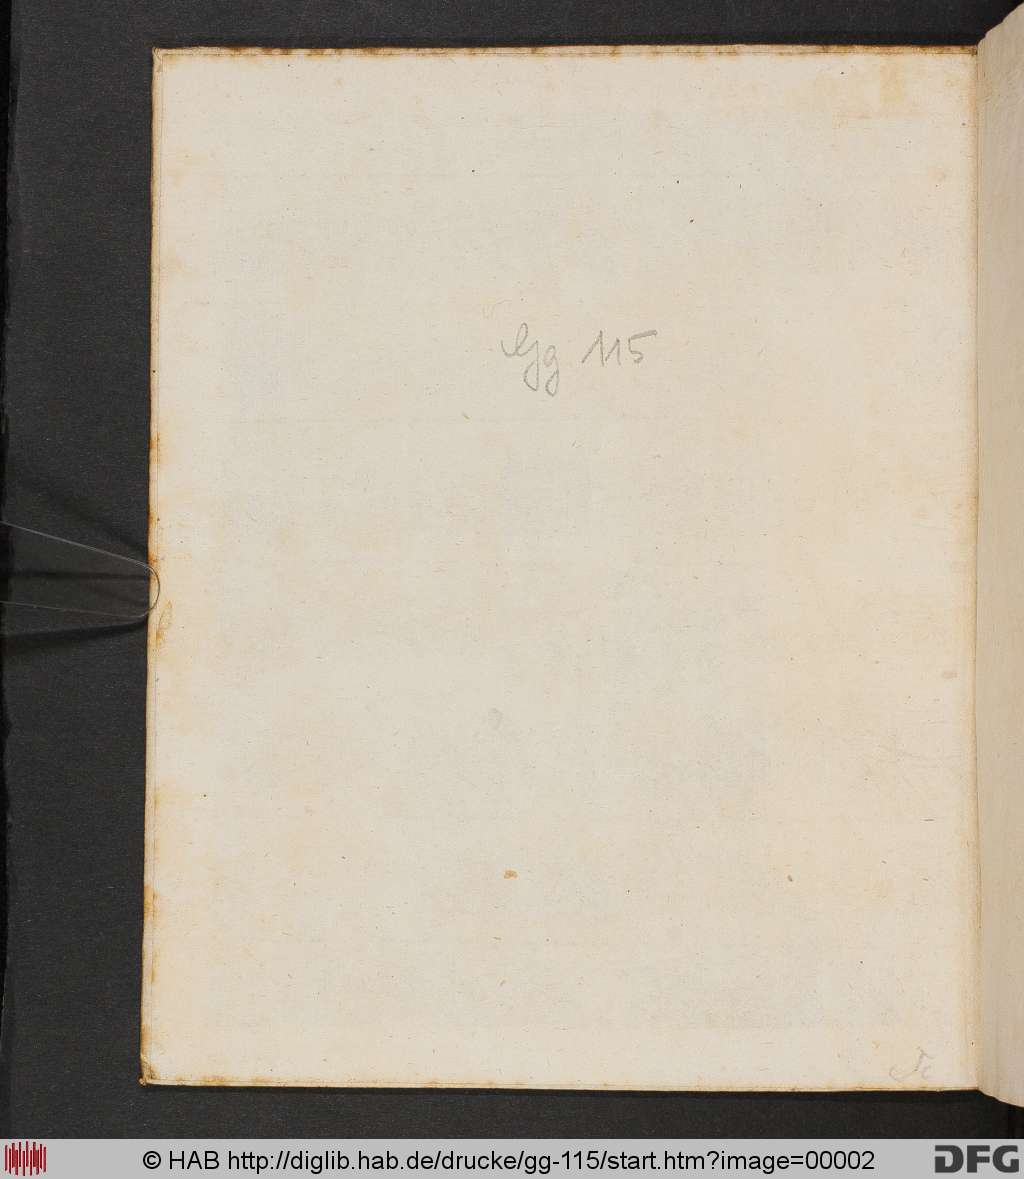 Gg 115
© HAB http://diglib.hab.de/drucke/gg-115/start.htm?image=00002
DFG